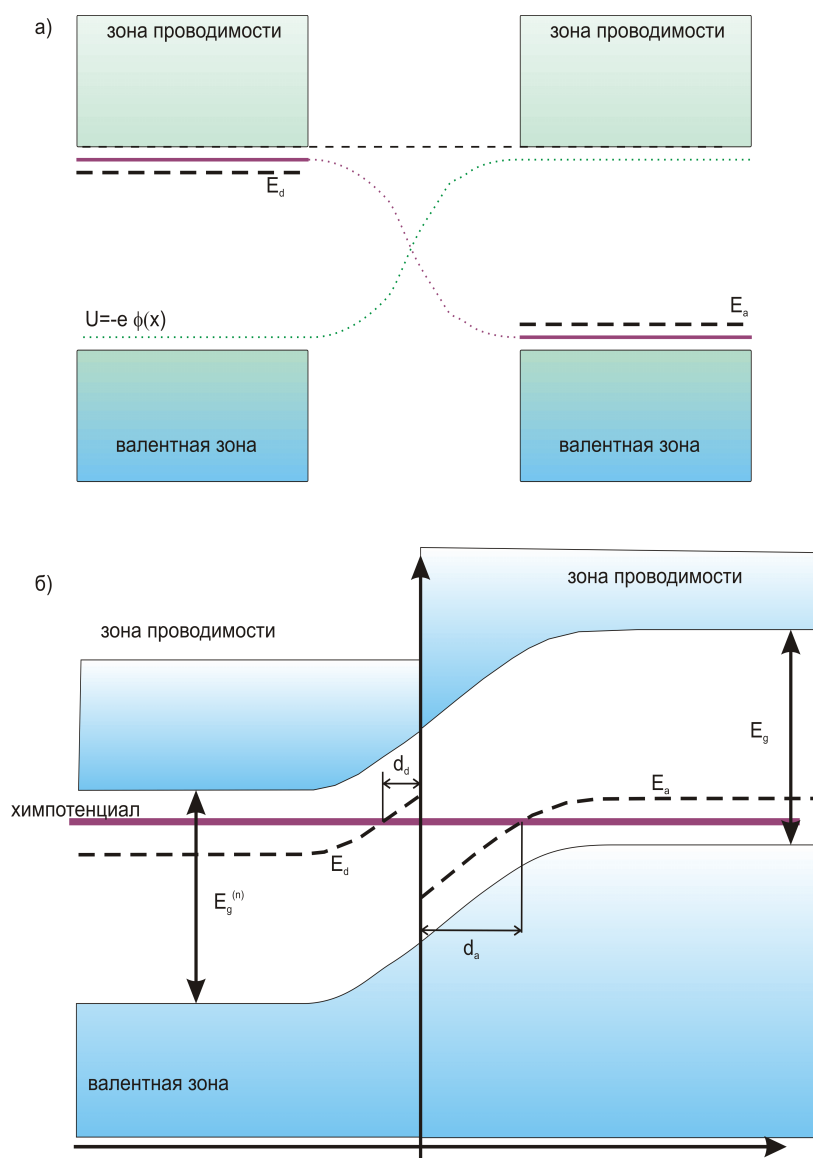 а)
зона проводимости
зона проводимости
E_d
E_a
U=-e ϕ(x)
валентная зона
валентная зона
б)
зона проводимости
зона проводимости
E_g
d_d
химпотенциал
E_a
E_d
E_g^(n)
d_a
валентная зона